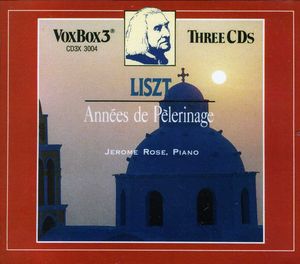 VoxBox3®
CD3X 3004
Three CDs
LISZT
Années de Pèlerinage
Jerome Rose, Piano